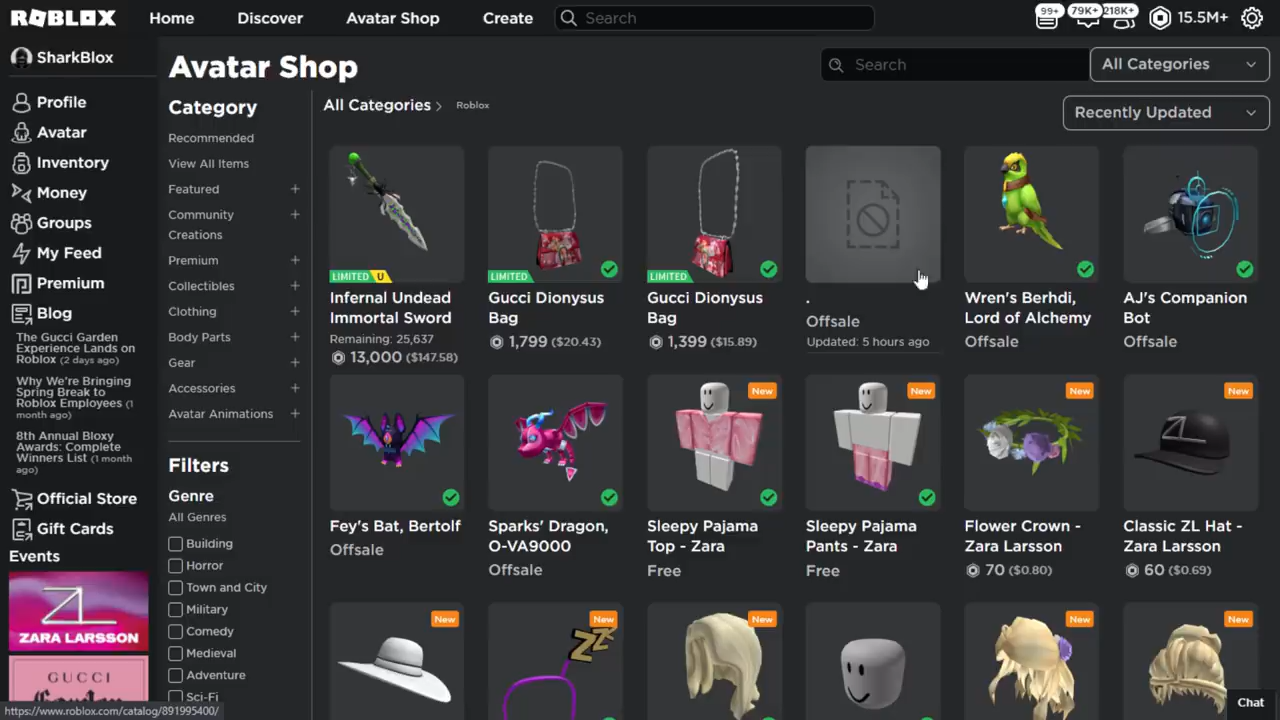 ROBLOX
Home
Discover
Avatar Shop
Create
Search
99+
79K+
218K+
15.5M+
SharkBlox
Profile
Avatar
Inventory
Money
Groups
My Feed
Premium
Blog
The Gucci Garden
Experience Lands on
Roblox (2 days ago)
Why We're Bringing
Spring Break to
Roblox Employees (1
month ago)
8th Annual Bloxy
Awards: Complete
Winners List (1 month
ago)
Official Store
Gift Cards
Events
ZL
ZARA LARSSON
GUCCI
Avatar Shop
Search
All Categories
Category
Recommended
View All Items
Featured +
Community +
Creations
Premium +
Collectibles +
Clothing +
Body Parts +
Gear +
Accessories +
Avatar Animations +
Filters
Genre
All Genres
Building
Horror
Town and City
Military
Comedy
Medieval
Adventure
Sci-Fi
All Categories > Roblox
Recently Updated
LIMITED U
Infernal Undead
Immortal Sword
Remaining: 25,637
13,000 ($147.58)
LIMITED
Gucci Dionysus
Bag
1,799 ($20.43)
LIMITED
Gucci Dionysus
Bag
1,399 ($15.89)
.
Offsale
Updated: 5 hours ago
Wren's Berhdi,
Lord of Alchemy
Offsale
AJ's Companion
Bot
Offsale
Fey's Bat, Bertolf
Offsale
Sparks' Dragon,
O-VA9000
Offsale
New
Sleepy Pajama
Top - Zara
Free
New
Sleepy Pajama
Pants - Zara
Free
New
Flower Crown -
Zara Larsson
70 ($0.80)
New
ZL
Classic ZL Hat -
Zara Larsson
60 ($0.69)
New
New
ZZZ
New
New
New
https://www.roblox.com/catalog/891995400/
Chat